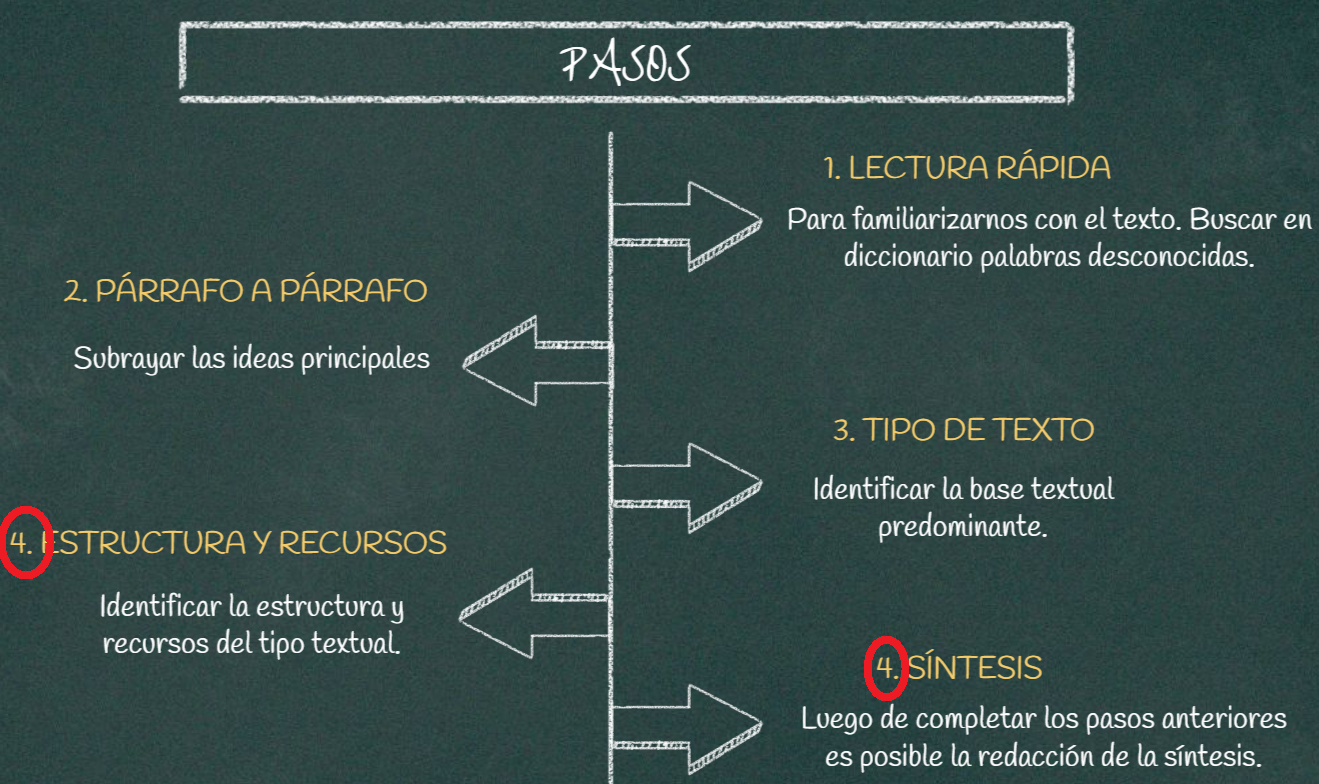 PASOS
1. LECTURA RÁPIDA
Para familiarizarnos con el texto. Buscar en
diccionario palabras desconocidas.
2. PÁRRAFO A PÁRRAFO
Subrayar las ideas principales
3. TIPO DE TEXTO
Identificar la base textual
predominante.
4. ESTRUCTURA Y RECURSOS
Identificar la estructura y
recursos del tipo textual.
4. SÍNTESIS
Luego de completar los pasos anteriores
es posible la redacción de la síntesis.